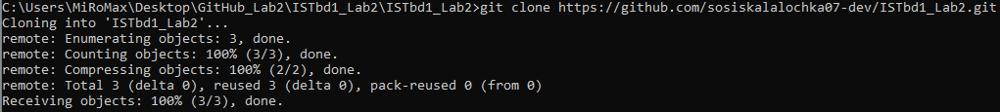 C:\Users\MiRoMax\Desktop\GitHub_Lab2\ISTbd1_Lab2\ISTbd1_Lab2>git clone https://github.com/sosiskalalochka07-dev/ISTbd1_Lab2.git
Cloning into 'ISTbd1_Lab2'...
remote: Enumerating objects: 3, done.
remote: Counting objects: 100% (3/3), done.
remote: Compressing objects: 100% (2/2), done.
remote: Total 3 (delta 0), reused 3 (delta 0), pack-reused 0 (from 0)
Receiving objects: 100% (3/3), done.